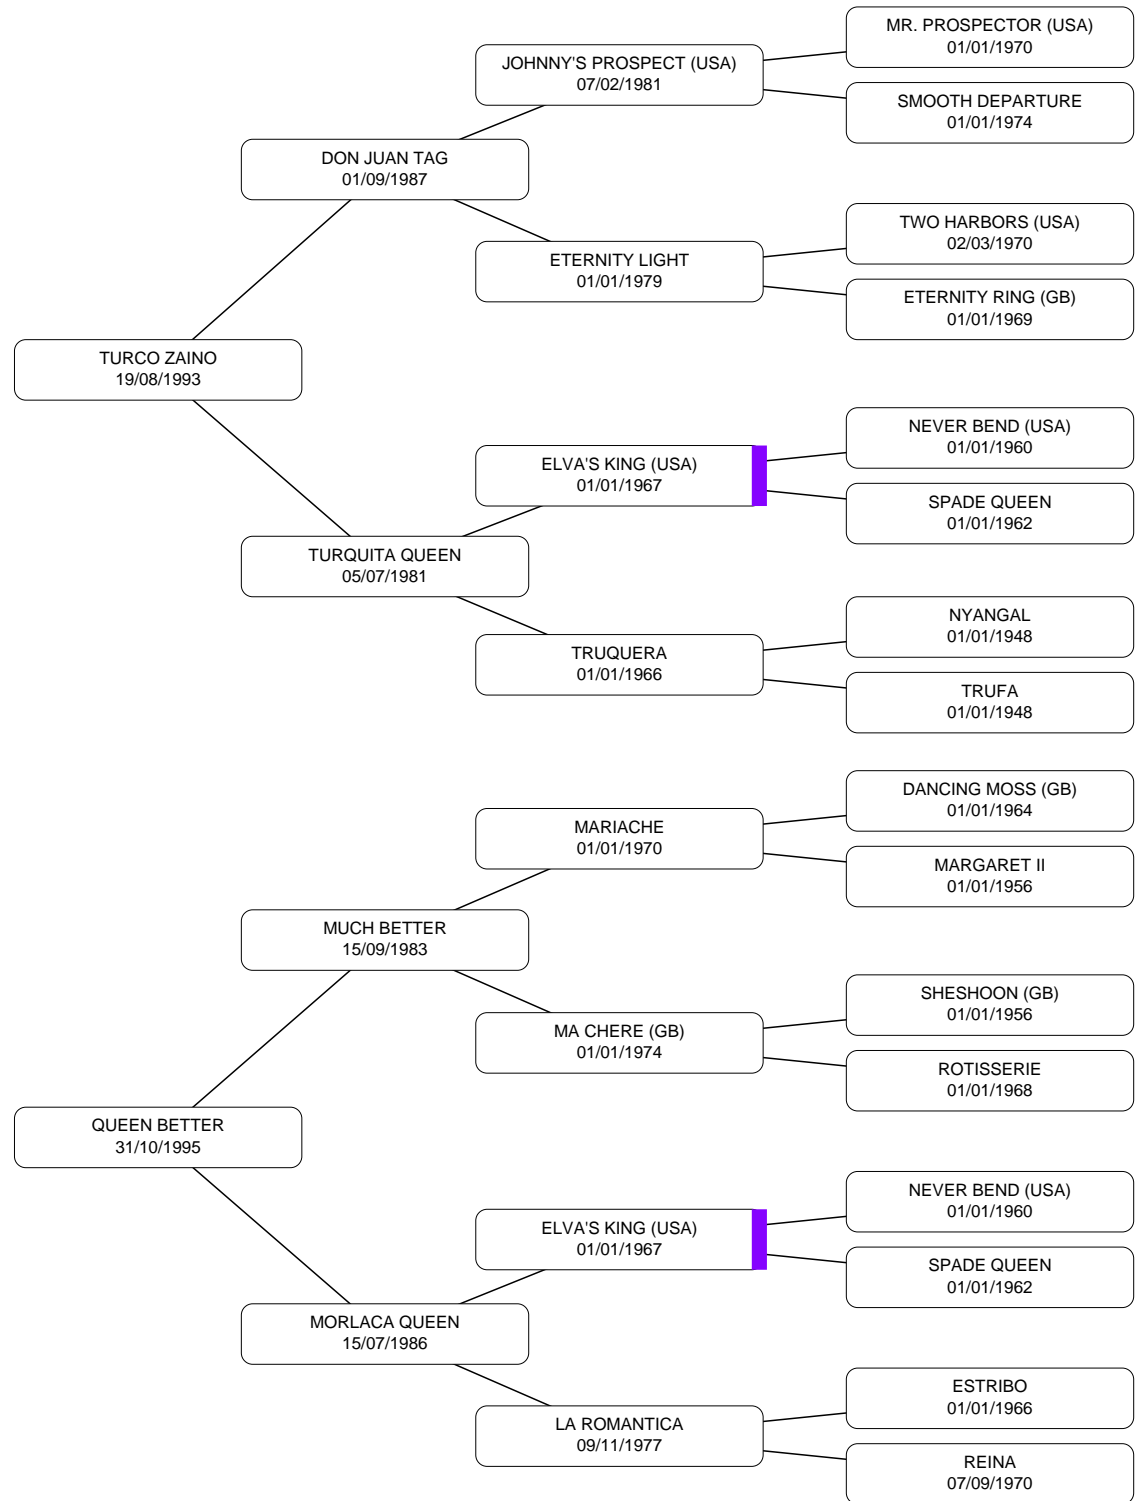 MR. PROSPECTOR (USA)
01/01/1970
JOHNNY'S PROSPECT (USA)
07/02/1981
SMOOTH DEPARTURE
01/01/1974
DON JUAN TAG
01/09/1987
TWO HARBORS (USA)
02/03/1970
ETERNITY LIGHT
01/01/1979
ETERNITY RING (GB)
01/01/1969
TURCO ZAINO
19/08/1993
NEVER BEND (USA)
01/01/1960
ELVA'S KING (USA)
01/01/1967
SPADE QUEEN
01/01/1962
TURQUITA QUEEN
05/07/1981
NYANGAL
01/01/1948
TRUQUERA
01/01/1966
TRUFA
01/01/1948
DANCING MOSS (GB)
01/01/1964
MARIACHE
01/01/1970
MARGARET II
01/01/1956
MUCH BETTER
15/09/1983
SHESHOON (GB)
01/01/1956
MA CHERE (GB)
01/01/1974
ROTISSERIE
01/01/1968
QUEEN BETTER
31/10/1995
NEVER BEND (USA)
01/01/1960
ELVA'S KING (USA)
01/01/1967
SPADE QUEEN
01/01/1962
MORLACA QUEEN
15/07/1986
ESTRIBO
01/01/1966
LA ROMANTICA
09/11/1977
REINA
07/09/1970